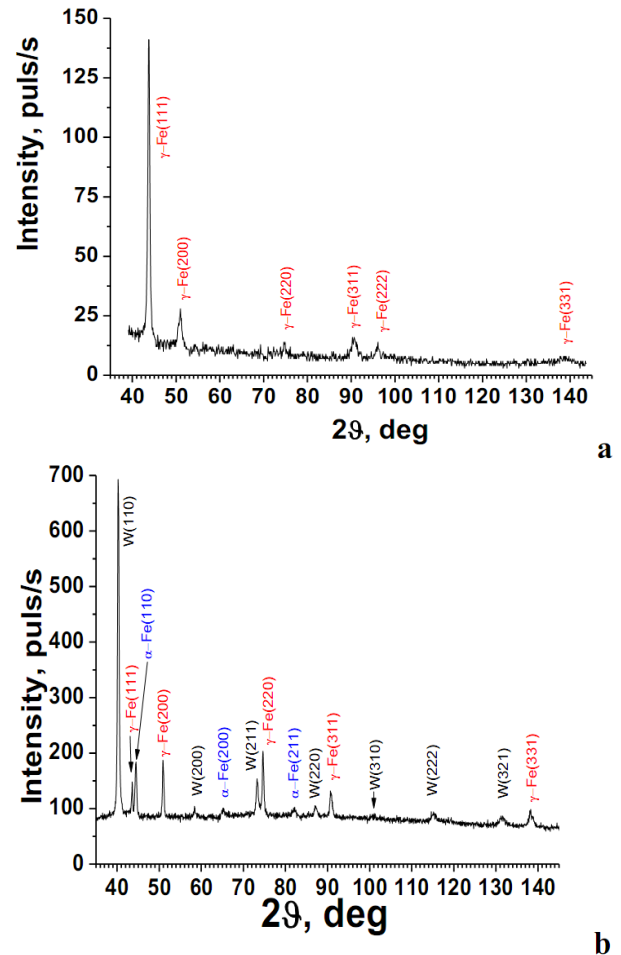 150
125
100
75
50
25
0
Intensity, puls/s
γ–Fe(111)
γ–Fe(200)
γ–Fe(220)
γ–Fe(311)
γ–Fe(222)
γ–Fe(331)
40 50 60 70 80 90 100 110 120 130 140
2ϑ, deg
a
700
600
500
400
300
200
100
0
Intensity, puls/s
W(110)
γ–Fe(111)
α–Fe(110)
γ–Fe(200)
W(200)
α–Fe(200)
W(211)
γ–Fe(220)
α–Fe(211)
W(220)
γ–Fe(311)
W(310)
W(222)
W(321)
γ–Fe(331)
40 50 60 70 80 90 100 110 120 130 140
2ϑ, deg
b